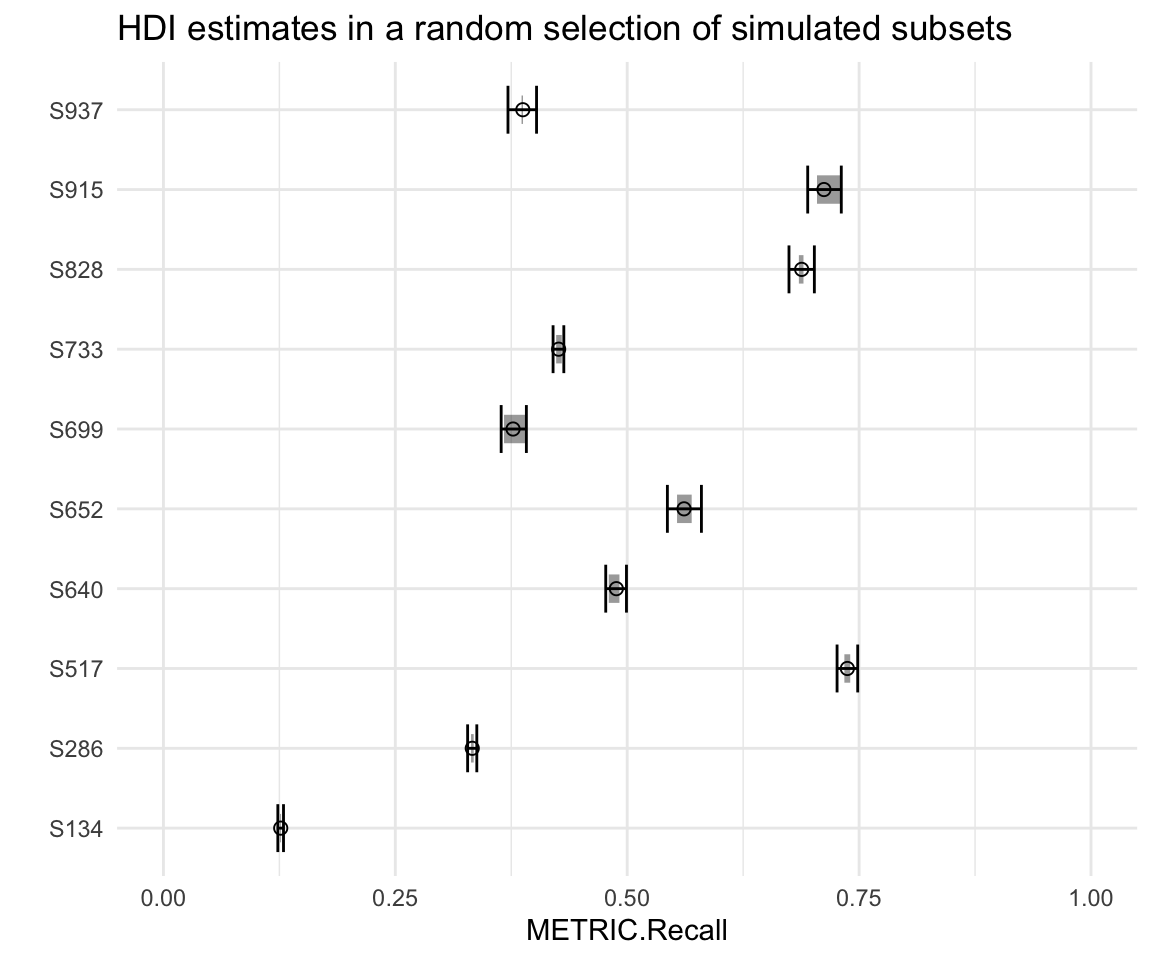 HDI estimates in a random selection of simulated subsets
S937
S915
S828
S733
S699
S652
S640
S517
S286
S134
0.00 0.25 0.50 0.75 1.00
METRIC.Recall